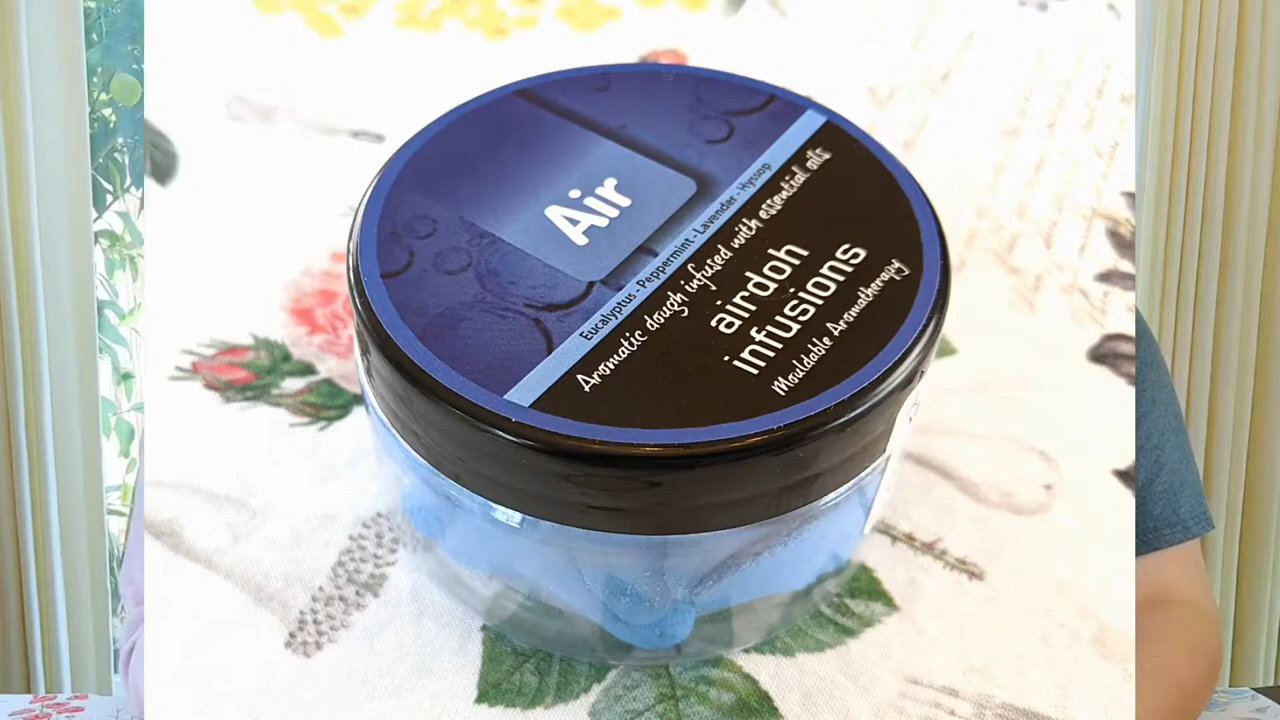 Air
Eucalyptus - Peppermint - Lavender - Hyssop
Aromatic dough infused with essential oils
airdoh
infusions
Mouldable Aromatherapy